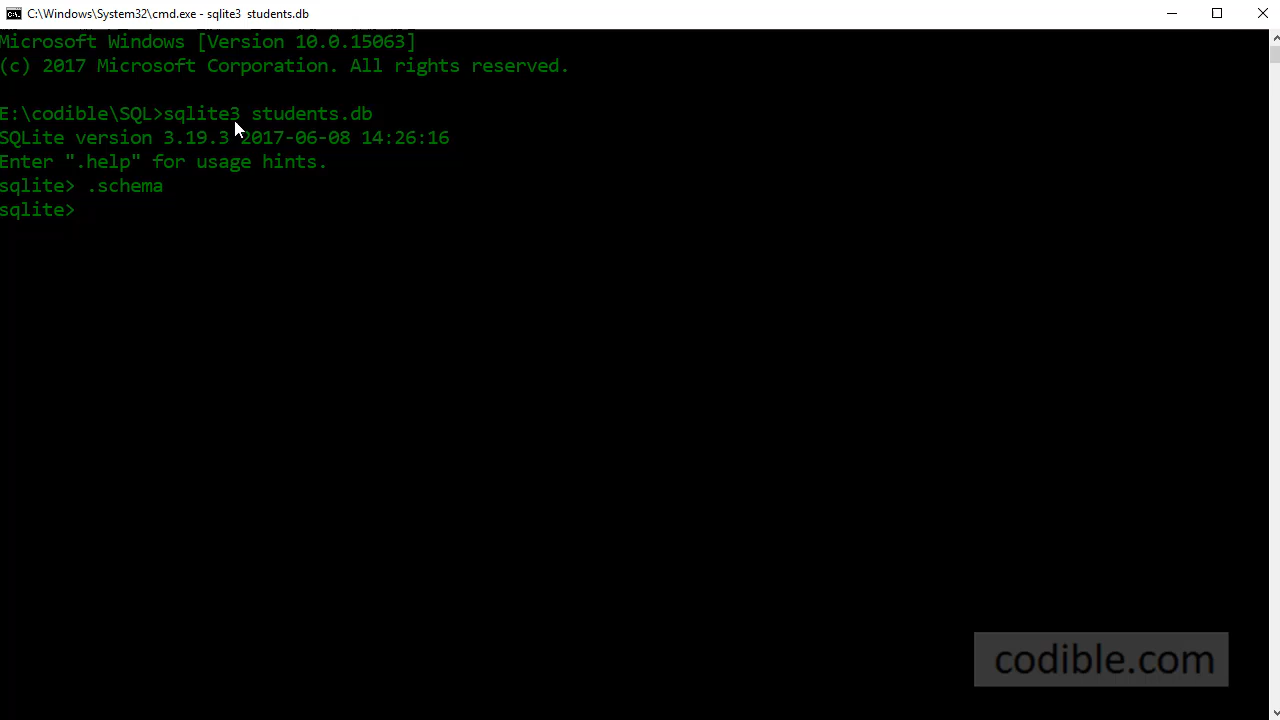 C:\Windows\System32\cmd.exe - sqlite3  students.db
Microsoft Windows [Version 10.0.15063]
(c) 2017 Microsoft Corporation. All rights reserved.
E:\codible\SQL>sqlite3 students.db
SQLite version 3.19.3 2017-06-08 14:26:16
Enter ".help" for usage hints.
sqlite> .schema
sqlite>
codible.com